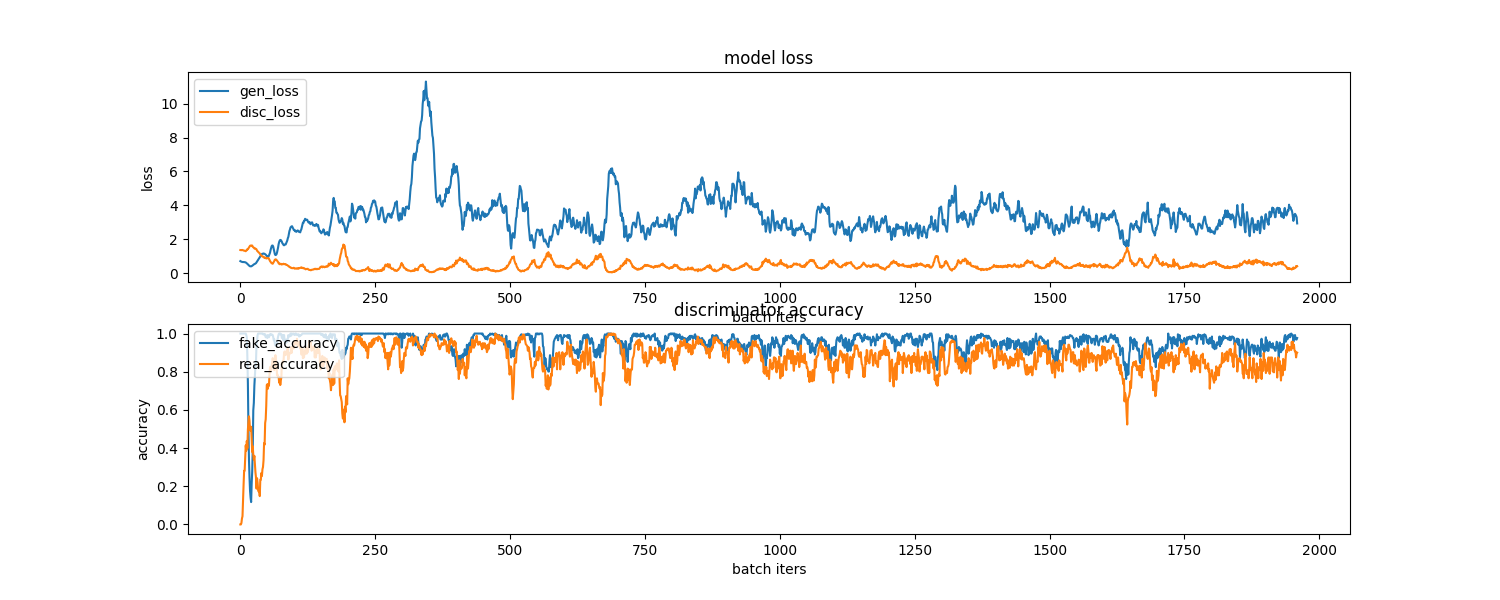 model loss
gen_loss
disc_loss
loss
10
8
6
4
2
0
0 250 500 750 1000 1250 1500 1750 2000
batch iters
discriminator accuracy
fake_accuracy
real_accuracy
accuracy
1.0
0.8
0.6
0.4
0.2
0.0
0 250 500 750 1000 1250 1500 1750 2000
batch iters